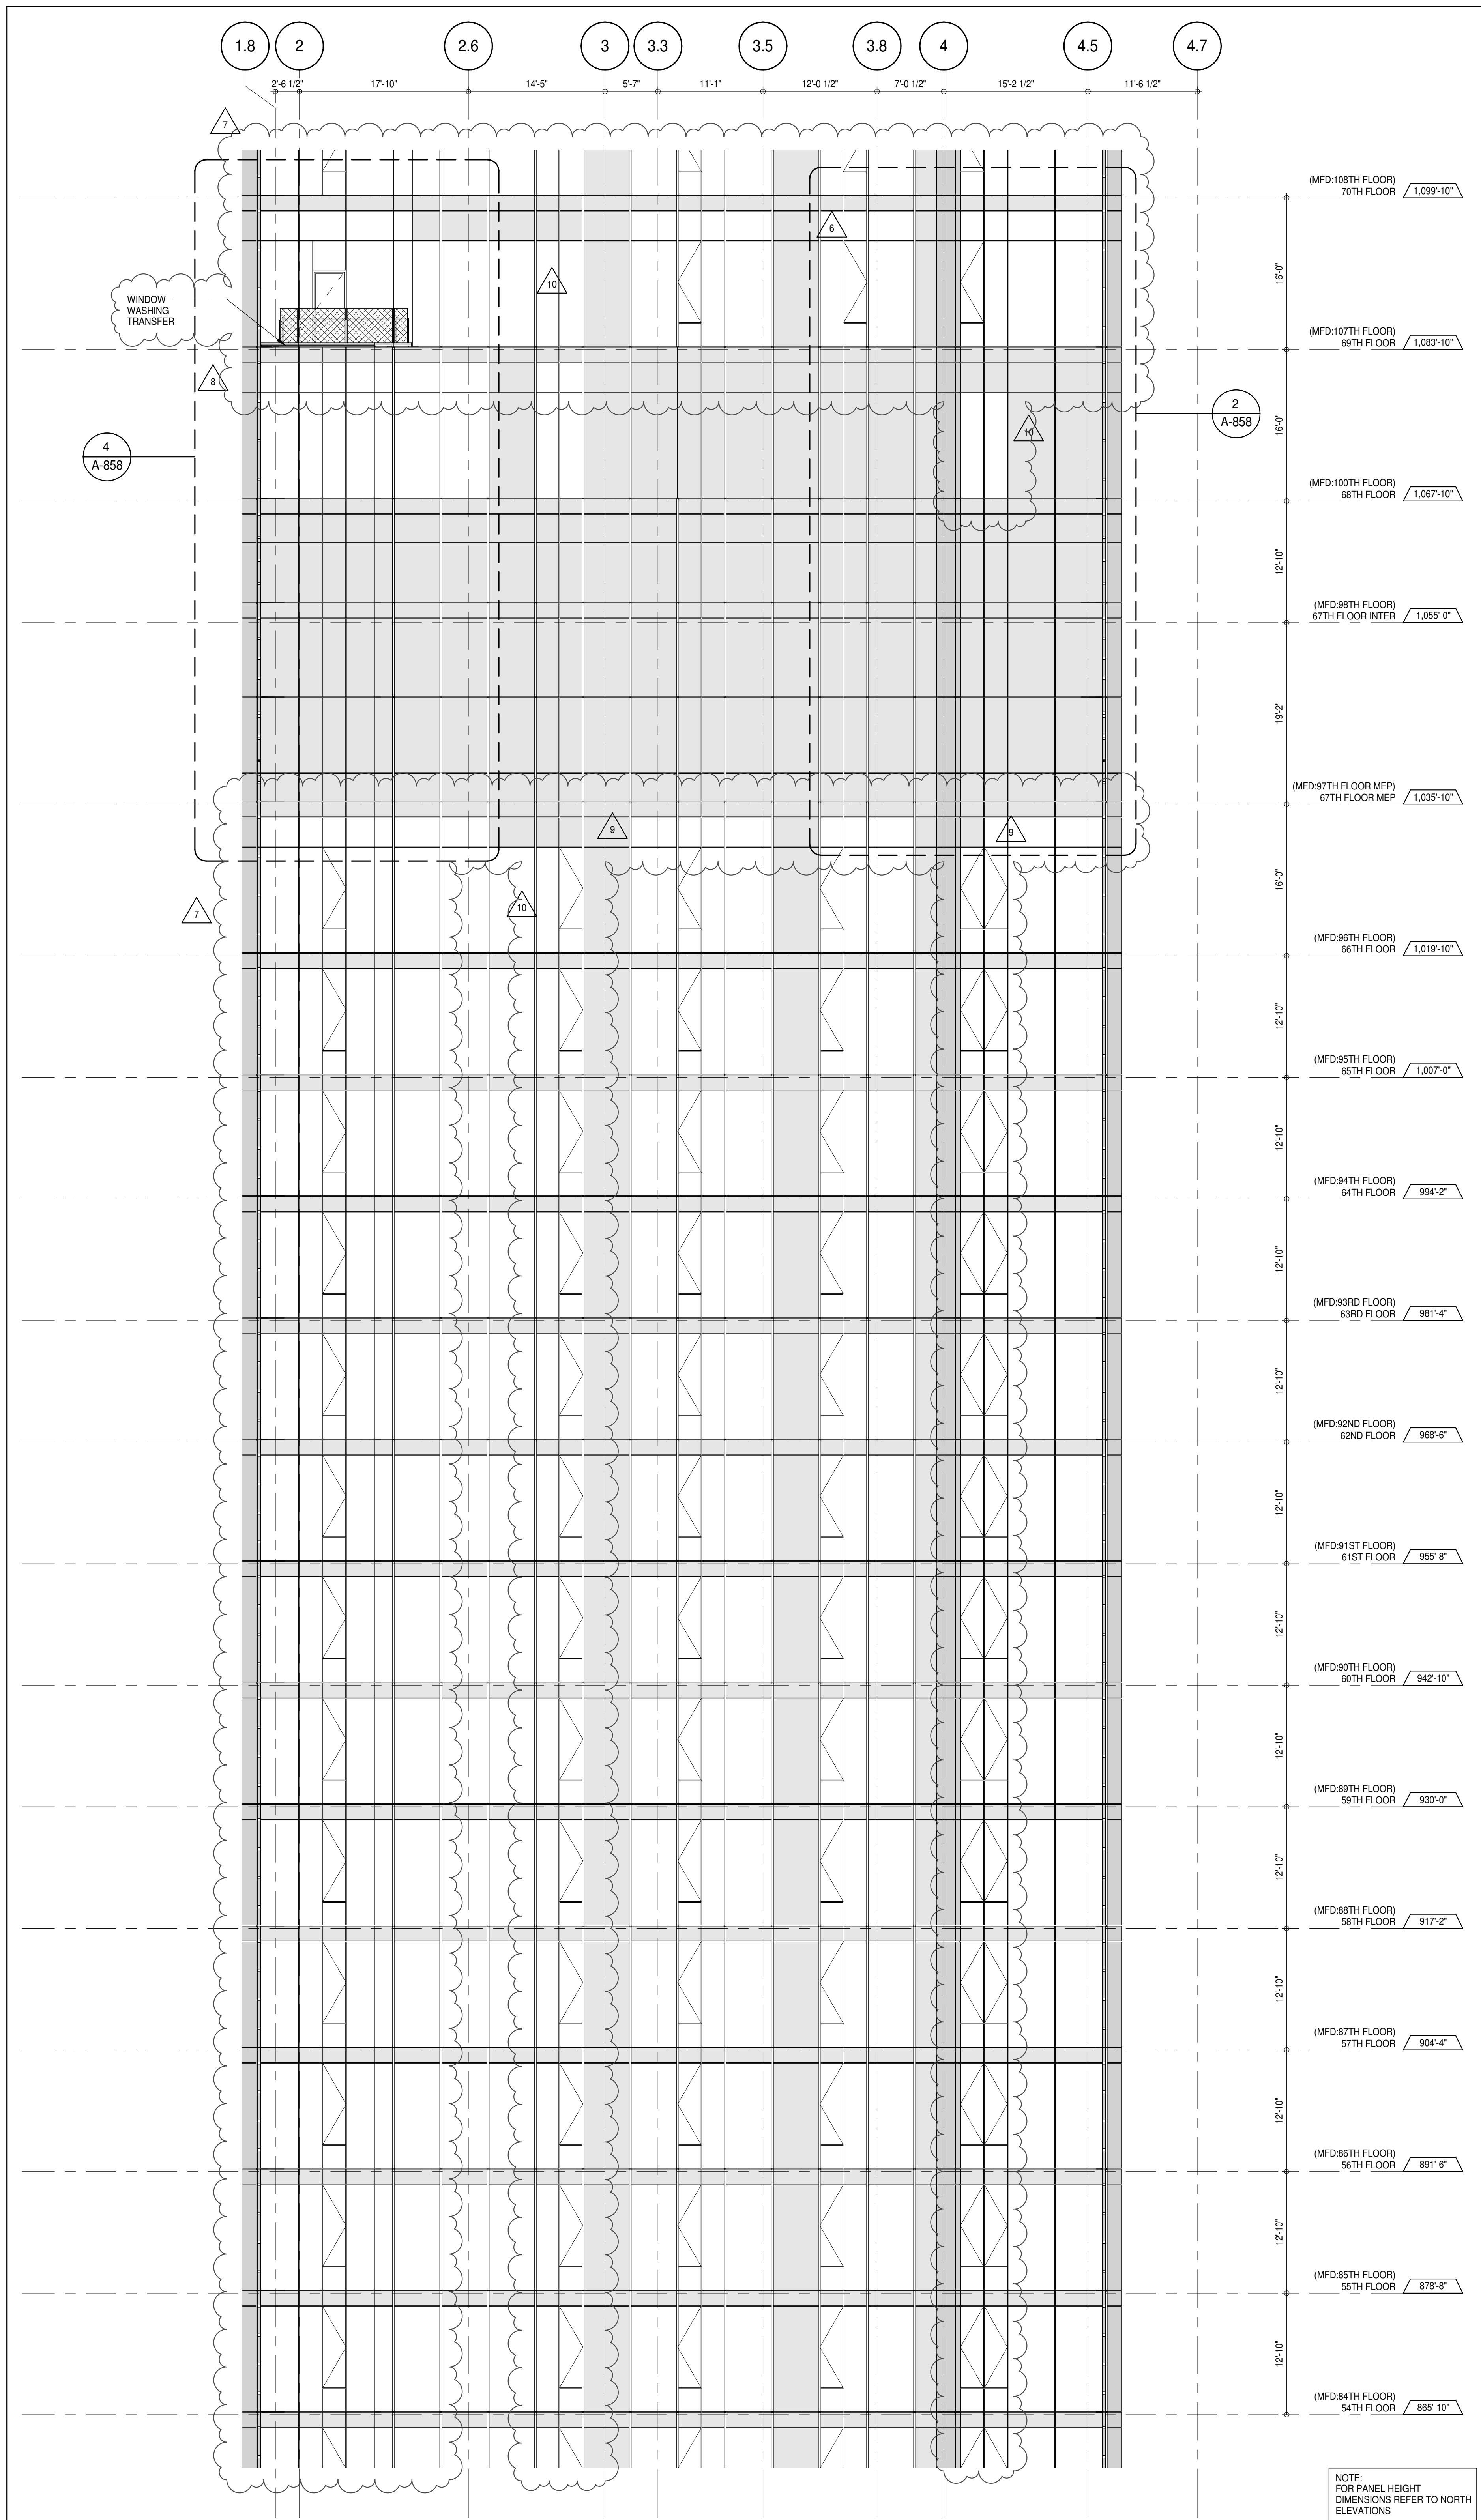 1.8 2 2.6 3 3.3 3.5 3.8 4 4.5 4.7
2'-6 1/2" 17'-10" 14'-5" 5'-7" 11'-1" 12'-0 1/2" 7'-0 1/2" 15'-2 1/2" 11'-6 1/2"
7
(MFD:108TH FLOOR)
70TH FLOOR 1,099'-10"
6
16'-0"
10
WINDOW
WASHING
TRANSFER
(MFD:107TH FLOOR)
69TH FLOOR 1,083'-10"
8
2
A-858
16'-0"
10
4
A-858
(MFD:100TH FLOOR)
68TH FLOOR 1,067'-10"
12'-10"
(MFD:98TH FLOOR)
67TH FLOOR INTER 1,055'-0"
19'-2"
(MFD:97TH FLOOR MEP)
67TH FLOOR MEP 1,035'-10"
9
9
16'-0"
7
10
(MFD:96TH FLOOR)
66TH FLOOR 1,019'-10"
12'-10"
(MFD:95TH FLOOR)
65TH FLOOR 1,007'-0"
12'-10"
(MFD:94TH FLOOR)
64TH FLOOR 994'-2"
12'-10"
(MFD:93RD FLOOR)
63RD FLOOR 981'-4"
12'-10"
(MFD:92ND FLOOR)
62ND FLOOR 968'-6"
12'-10"
(MFD:91ST FLOOR)
61ST FLOOR 955'-8"
12'-10"
(MFD:90TH FLOOR)
60TH FLOOR 942'-10"
12'-10"
(MFD:89TH FLOOR)
59TH FLOOR 930'-0"
12'-10"
(MFD:88TH FLOOR)
58TH FLOOR 917'-2"
12'-10"
(MFD:87TH FLOOR)
57TH FLOOR 904'-4"
12'-10"
(MFD:86TH FLOOR)
56TH FLOOR 891'-6"
12'-10"
(MFD:85TH FLOOR)
55TH FLOOR 878'-8"
12'-10"
(MFD:84TH FLOOR)
54TH FLOOR 865'-10"
NOTE:
FOR PANEL HEIGHT
DIMENSIONS REFER TO NORTH
ELEVATIONS